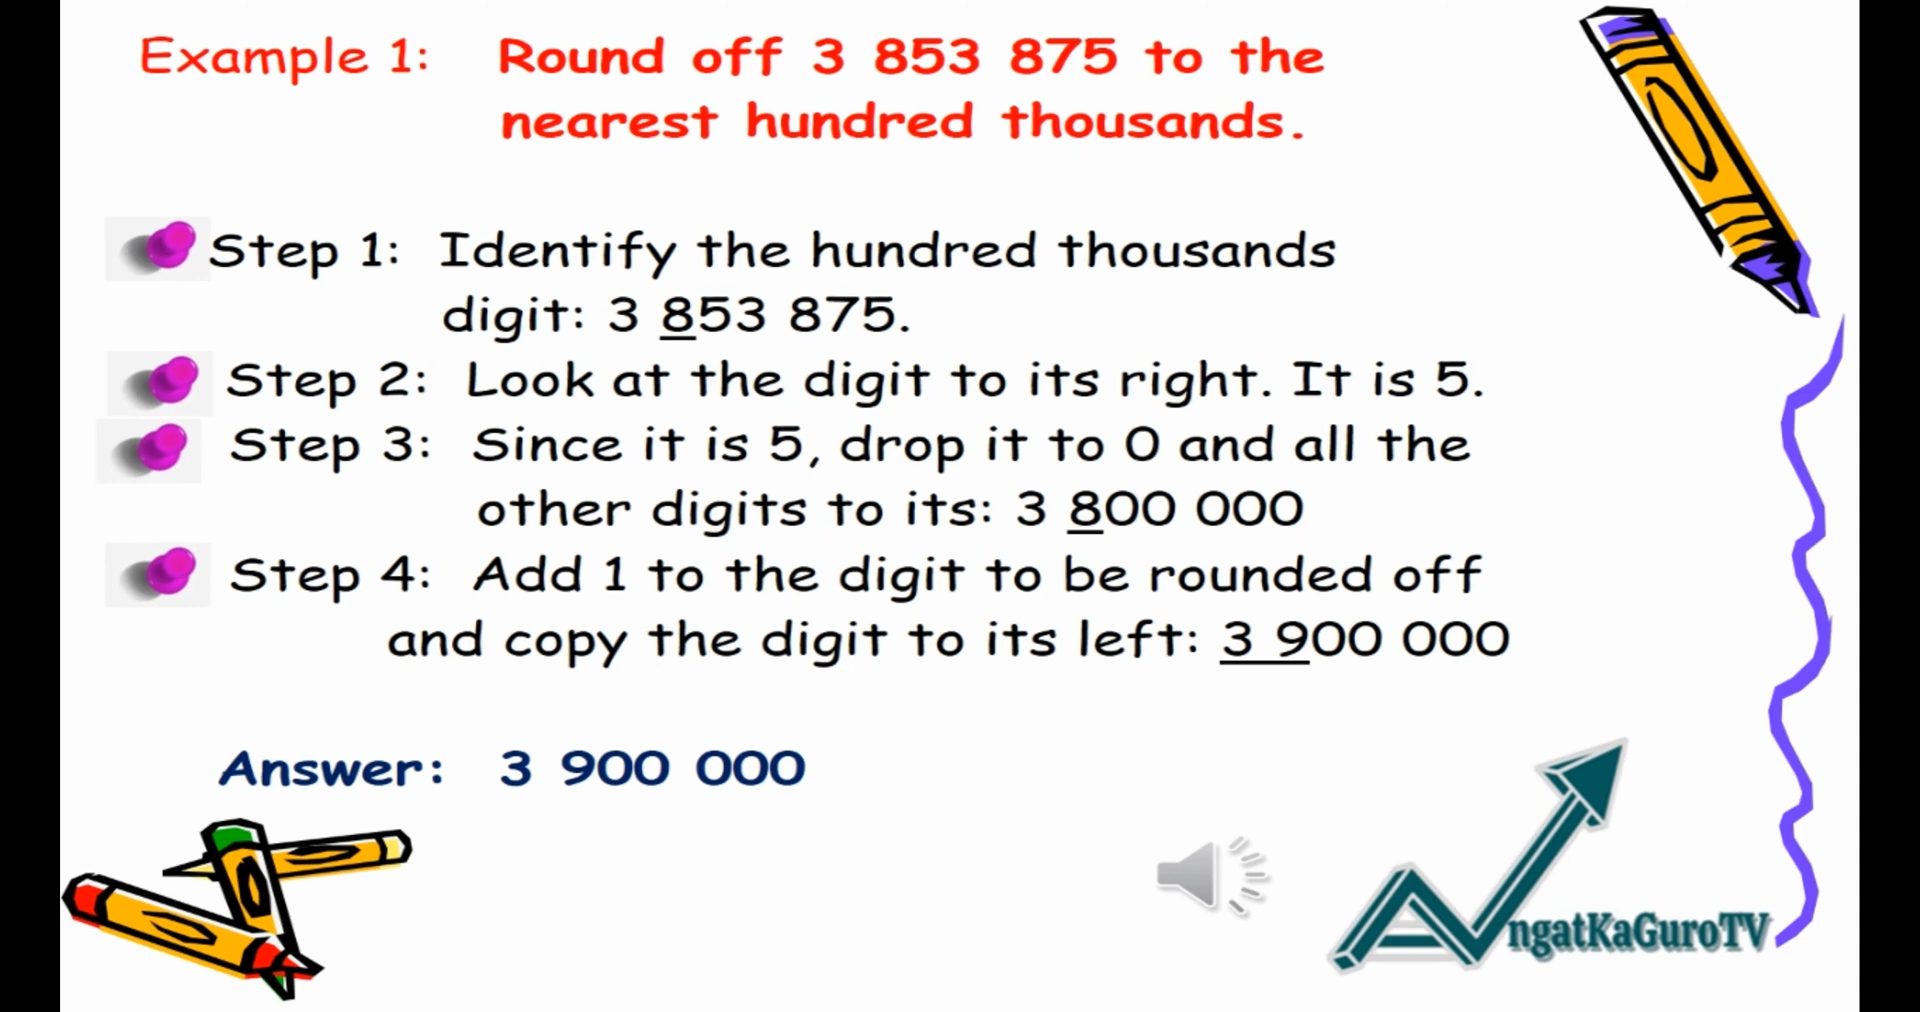 Example 1: Round off 3 853 875 to the
nearest hundred thousands.
Step 1: Identify the hundred thousands
digit: 3 853 875.
Step 2: Look at the digit to its right. It is 5.
Step 3: Since it is 5, drop it to 0 and all the
other digits to its: 3 800 000
Step 4: Add 1 to the digit to be rounded off
and copy the digit to its left: 3 900 000
Answer: 3 900 000
AngatKaGuroTV